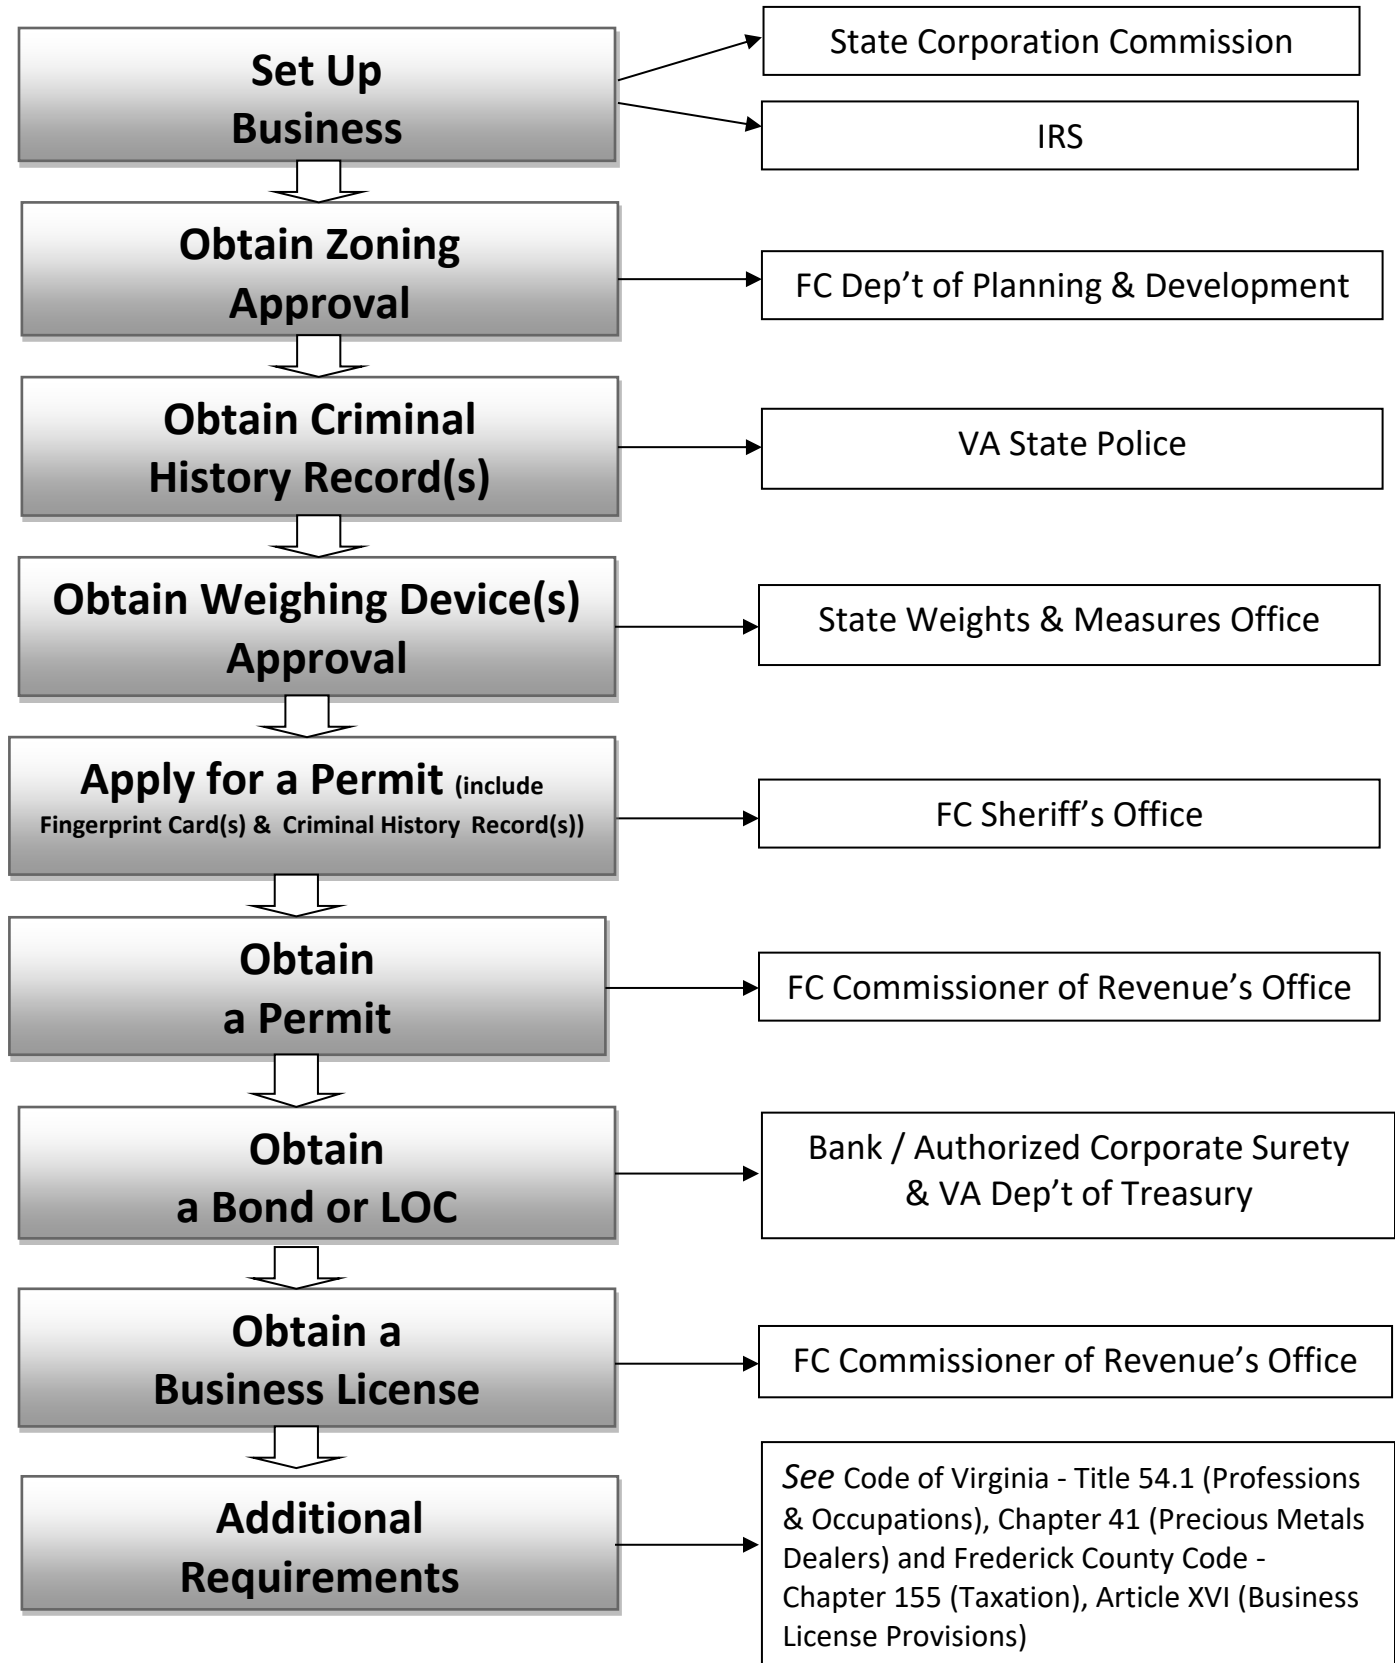 Set Up
Business
State Corporation Commission
IRS
Obtain Zoning
Approval
FC Dep’t of Planning & Development
Obtain Criminal
History Record(s)
VA State Police
Obtain Weighing Device(s)
Approval
State Weights & Measures Office
Apply for a Permit (include
Fingerprint Card(s) & Criminal History Record(s))
FC Sheriff’s Office
Obtain
a Permit
FC Commissioner of Revenue’s Office
Obtain
a Bond or LOC
Bank / Authorized Corporate Surety
& VA Dep’t of Treasury
Obtain a
Business License
FC Commissioner of Revenue’s Office
Additional
Requirements
See Code of Virginia - Title 54.1 (Professions
& Occupations), Chapter 41 (Precious Metals
Dealers) and Frederick County Code -
Chapter 155 (Taxation), Article XVI (Business
License Provisions)